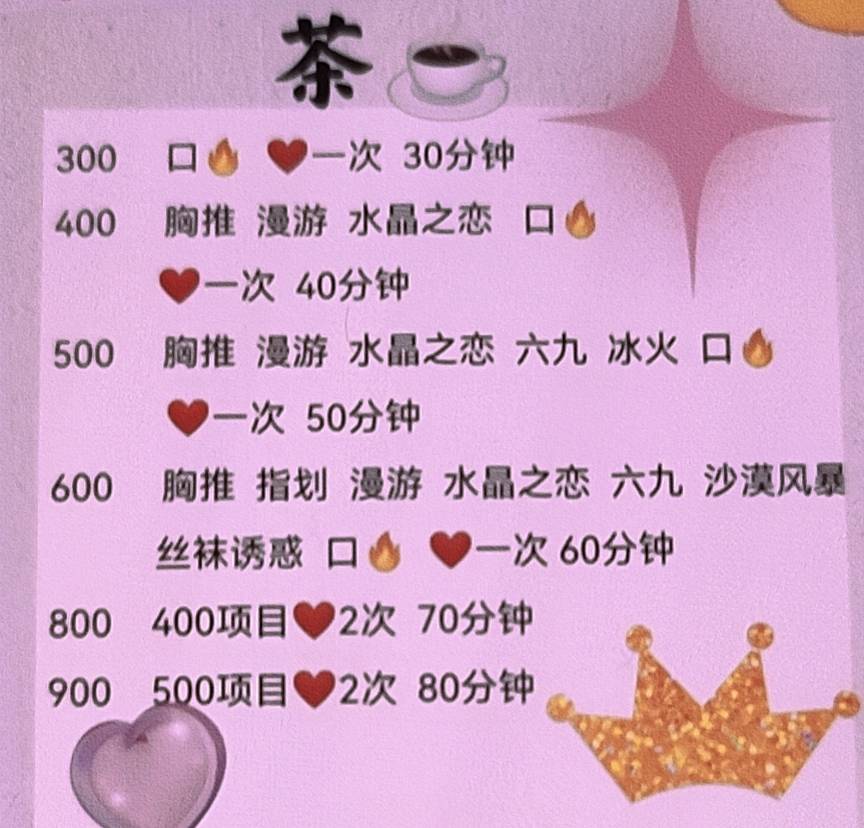 茶
300 口🔥 ❤️一次 30分钟
400 胸推 漫游 水晶之恋 口🔥
❤️一次 40分钟
500 胸推 漫游 水晶之恋 六九 冰火 口🔥
❤️一次 50分钟
600 胸推 指划 漫游 水晶之恋 六九 沙漠风暴
丝袜诱惑 口🔥 ❤️一次 60分钟
800 400项目❤️2次 70分钟
900 500项目❤️2次 80分钟